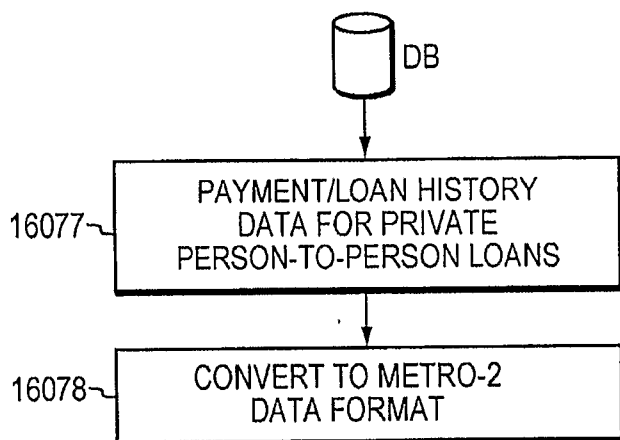 DB
PAYMENT/LOAN HISTORY
DATA FOR PRIVATE
16077
PERSON-TO-PERSON LOANS
16078
CONVERT TO METRO-2
DATA FORMAT